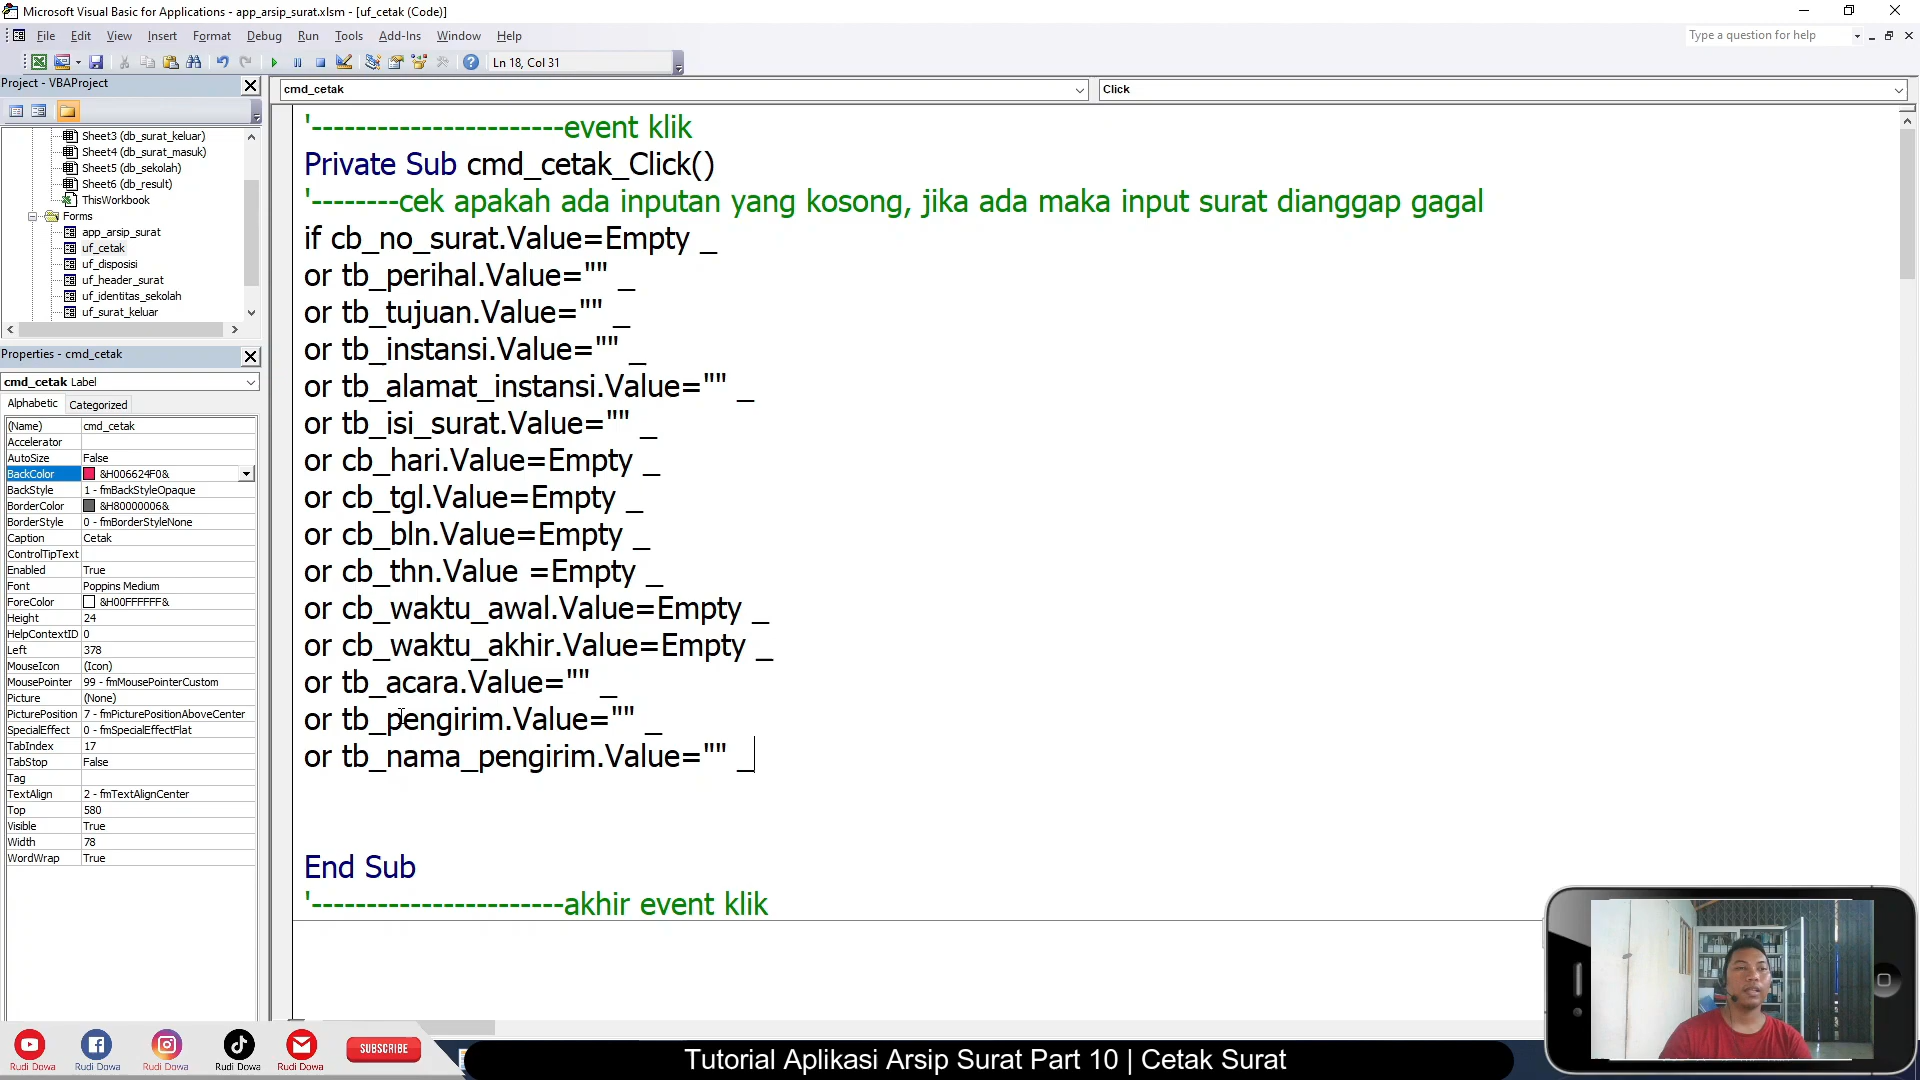 Microsoft Visual Basic for Applications - app_arsip_surat.xlsm - [uf_cetak (Code)]
File Edit View Insert Format Debug Run Tools Add-Ins Window Help
Type a question for help
Ln 18, Col 31
Project - VBAProject
Sheet3 (db_surat_keluar)
Sheet4 (db_surat_masuk)
Sheet5 (db_sekolah)
Sheet6 (db_result)
ThisWorkbook
Forms
app_arsip_surat
uf_cetak
uf_disposisi
uf_header_surat
uf_identitas_sekolah
uf_surat_keluar
Properties - cmd_cetak
cmd_cetak Label
Alphabetic Categorized
(Name) cmd_cetak
Accelerator
AutoSize False
BackColor &H006624F0&
BackStyle 1 - fmBackStyleOpaque
BorderColor &H80000006&
BorderStyle 0 - fmBorderStyleNone
Caption Cetak
ControlTipText
Enabled True
Font Poppins Medium
ForeColor &H00FFFFFF&
Height 24
HelpContextID 0
Left 378
MouseIcon (Icon)
MousePointer 99 - fmMousePointerCustom
Picture (None)
PicturePosition 7 - fmPicturePositionAboveCenter
SpecialEffect 0 - fmSpecialEffectFlat
TabIndex 17
TabStop False
Tag
TextAlign 2 - fmTextAlignCenter
Top 580
Visible True
Width 78
WordWrap True
cmd_cetak Click
'-----------------------event klik
Private Sub cmd_cetak_Click()
'--------cek apakah ada inputan yang kosong, jika ada maka input surat dianggap gagal
if cb_no_surat.Value=Empty _
or tb_perihal.Value="" _
or tb_tujuan.Value="" _
or tb_instansi.Value="" _
or tb_alamat_instansi.Value="" _
or tb_isi_surat.Value="" _
or cb_hari.Value=Empty _
or cb_tgl.Value=Empty _
or cb_bln.Value=Empty _
or cb_thn.Value =Empty _
or cb_waktu_awal.Value=Empty _
or cb_waktu_akhir.Value=Empty _
or tb_acara.Value="" _
or tb_pengirim.Value="" _
or tb_nama_pengirim.Value="" _
End Sub
'-----------------------akhir event klik
Rudi Dowa Rudi Dowa Rudi Dowa Rudi Dowa Rudi Dowa
SUBSCRIBE
Tutorial Aplikasi Arsip Surat Part 10 | Cetak Surat